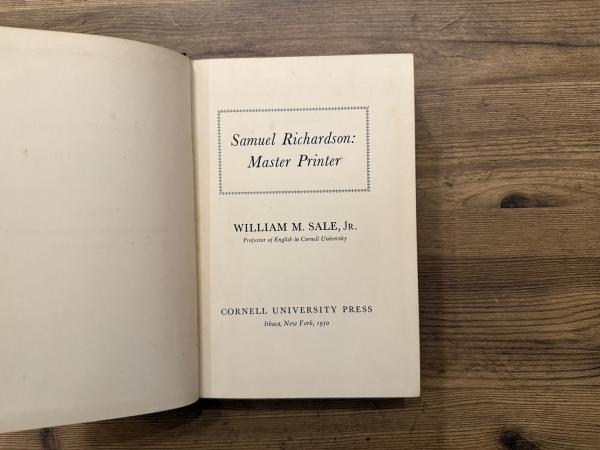 Samuel Richardson:
Master Printer
WILLIAM M. SALE, JR.
Professor of English in Cornell University
CORNELL UNIVERSITY PRESS
Ithaca, New York, 1950